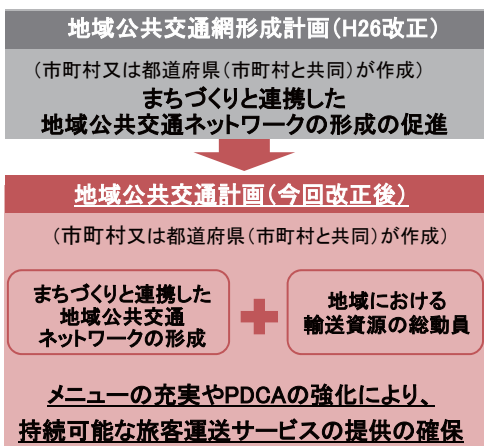 地域公共交通網形成計画(H26改正)
(市町村又は都道府県(市町村と共同)が作成)
まちづくりと連携した
地域公共交通ネットワークの形成の促進
地域公共交通計画(今回改正後)
(市町村又は都道府県(市町村と共同)が作成)
まちづくりと連携した
地域公共交通
ネットワークの形成
地域における
輸送資源の総動員
メニューの充実やPDCAの強化により、
持続可能な旅客運送サービスの提供の確保